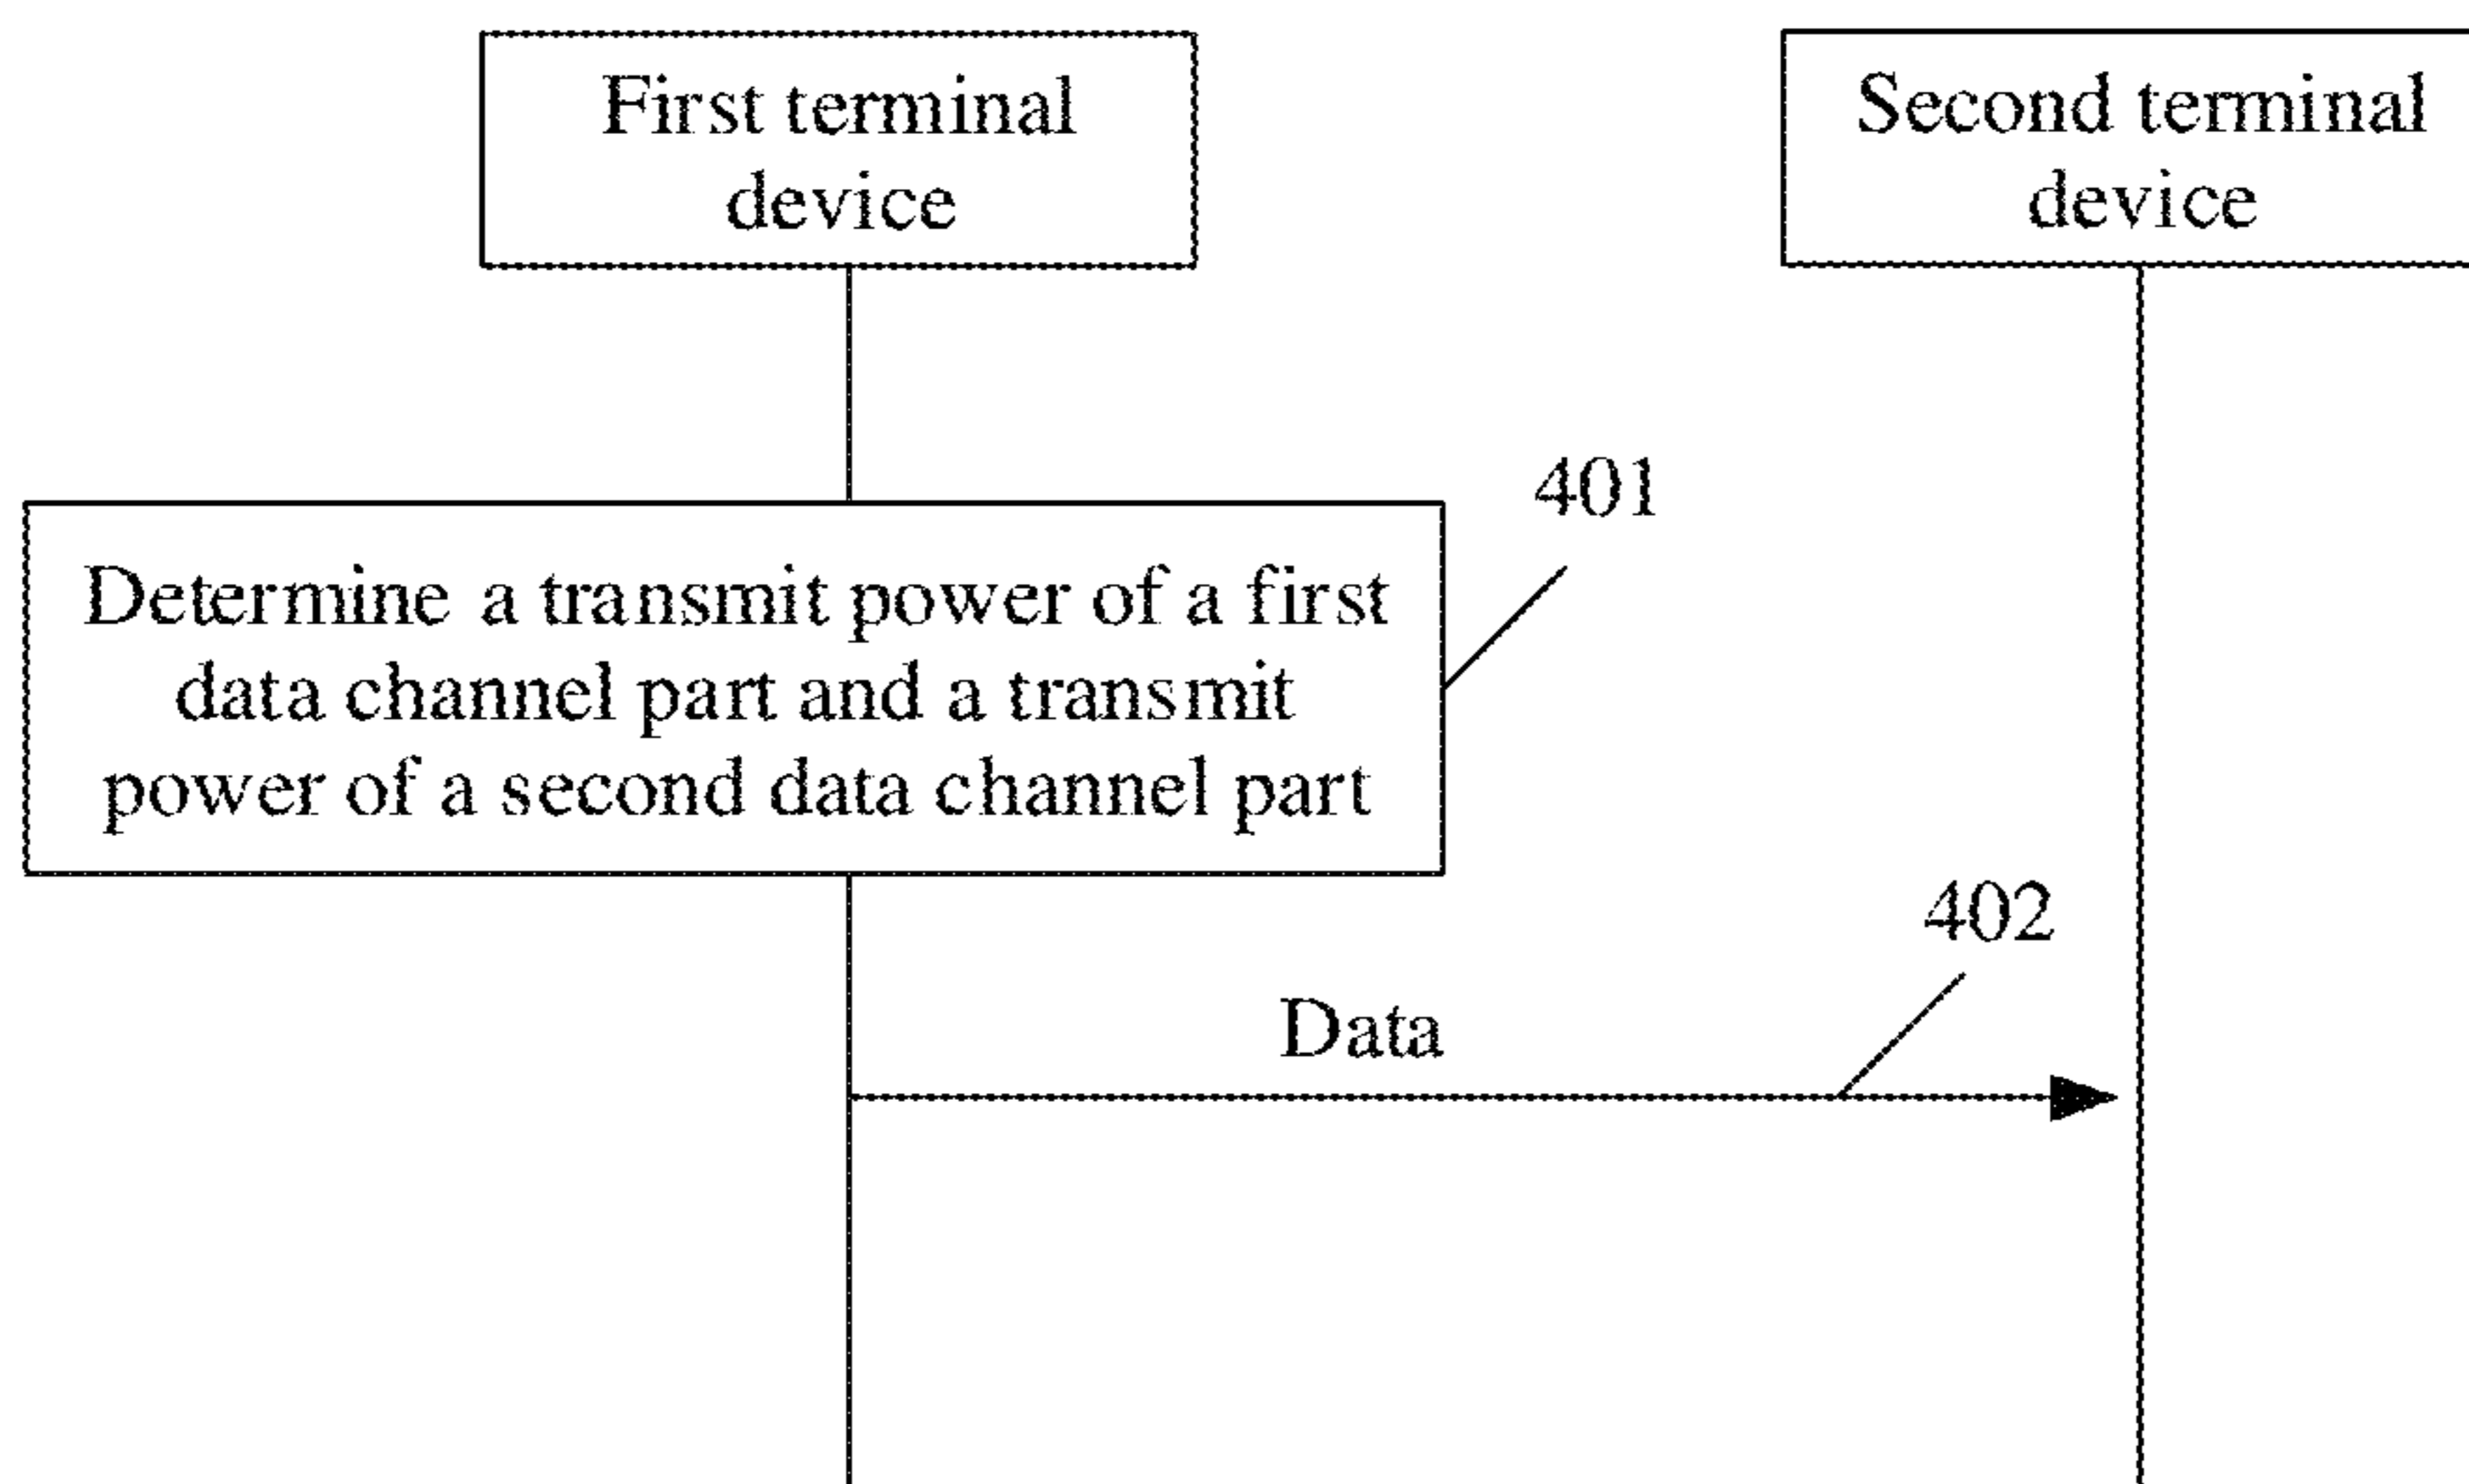 First terminal
device
Second terminal
device
401
Determine a transmit power of a first
data channel part and a transmit
power of a second data channel part
402
Data